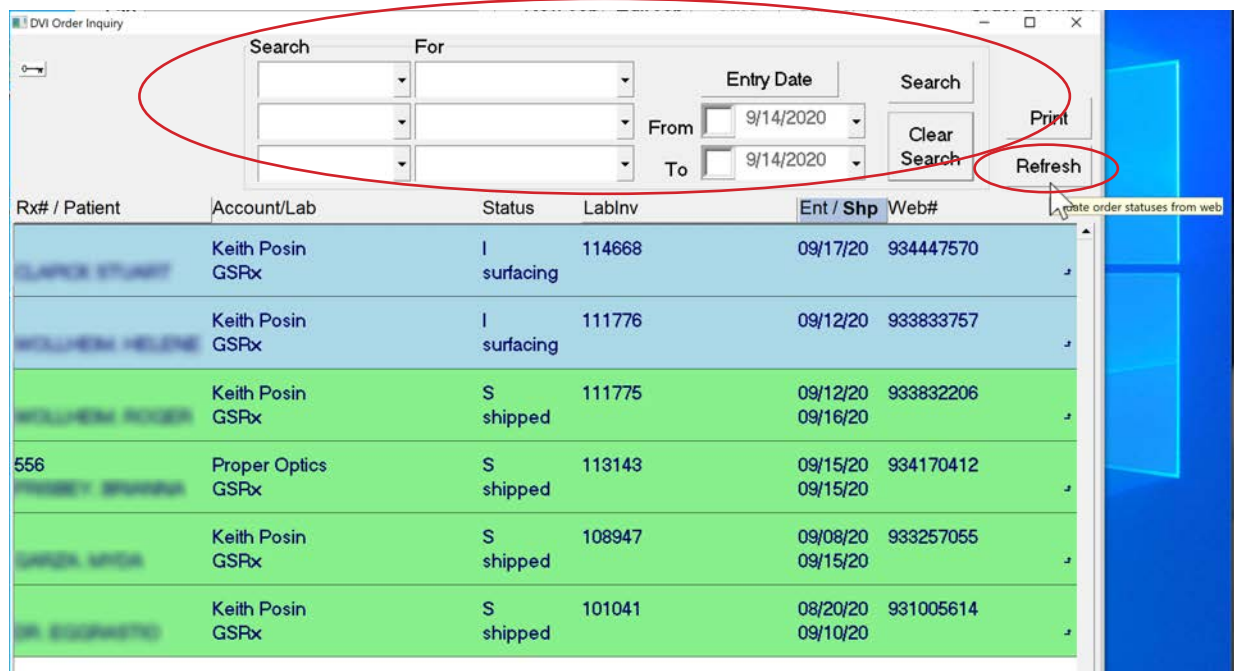 DVI Order Inquiry
Search For
Entry Date Search
From 9/14/2020 Clear Search Print
To 9/14/2020 Refresh
date order statuses from web
Rx# / Patient Account/Lab Status LabInv Ent / Shp Web#
Keith Posin I 114668 09/17/20 934447570
GSRx surfacing
Keith Posin I 111776 09/12/20 933833757
GSRx surfacing
Keith Posin S 111775 09/12/20 933832206
GSRx shipped 09/16/20
556 Proper Optics S 113143 09/15/20 934170412
GSRx shipped 09/15/20
Keith Posin S 108947 09/08/20 933257055
GSRx shipped 09/15/20
Keith Posin S 101041 08/20/20 931005614
GSRx shipped 09/10/20